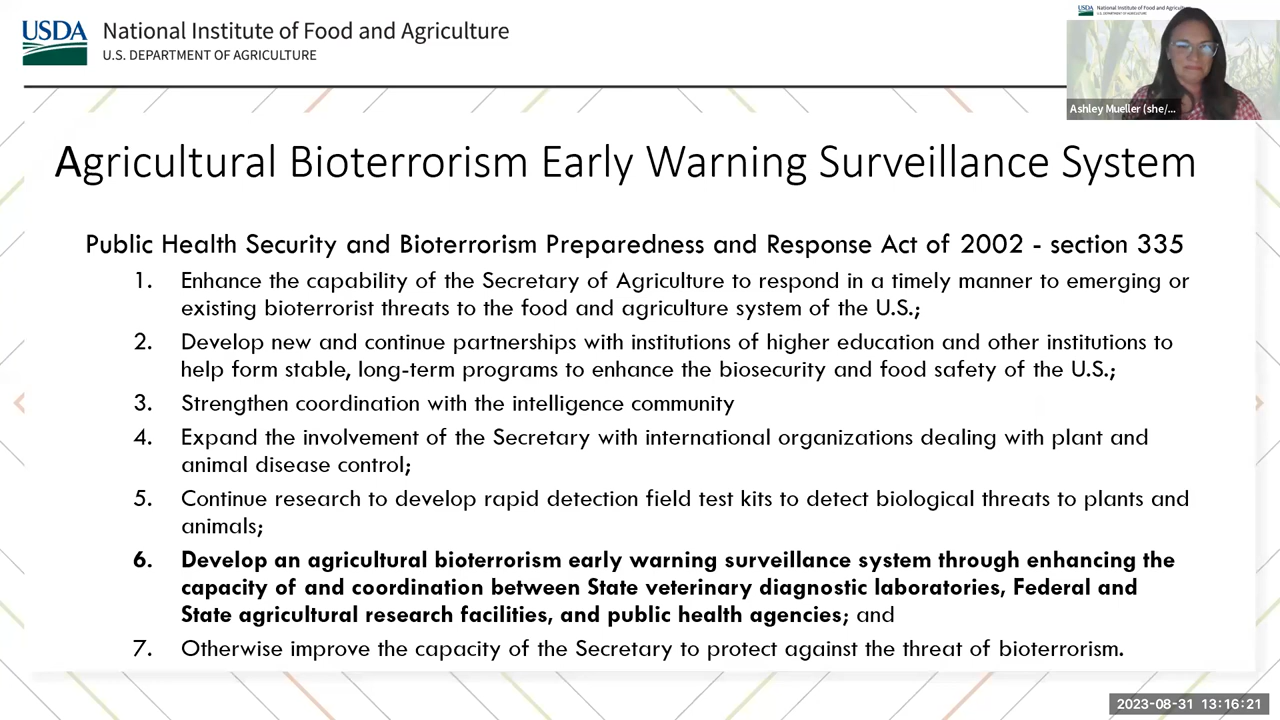 USDA
National Institute of Food and Agriculture
U.S. DEPARTMENT OF AGRICULTURE
USDA National Institute of Food and
U.S. DEPARTMENT OF AGRICULTURE
Ashley Mueller (she/...
Agricultural Bioterrorism Early Warning Surveillance System
Public Health Security and Bioterrorism Preparedness and Response Act of 2002 - section 335
1. Enhance the capability of the Secretary of Agriculture to respond in a timely manner to emerging or
existing bioterrorist threats to the food and agriculture system of the U.S.;
2. Develop new and continue partnerships with institutions of higher education and other institutions to
help form stable, long-term programs to enhance the biosecurity and food safety of the U.S.;
3. Strengthen coordination with the intelligence community
4. Expand the involvement of the Secretary with international organizations dealing with plant and
animal disease control;
5. Continue research to develop rapid detection field test kits to detect biological threats to plants and
animals;
6. Develop an agricultural bioterrorism early warning surveillance system through enhancing the
capacity of and coordination between State veterinary diagnostic laboratories, Federal and
State agricultural research facilities, and public health agencies; and
7. Otherwise improve the capacity of the Secretary to protect against the threat of bioterrorism.
2023-08-31 13:16:21